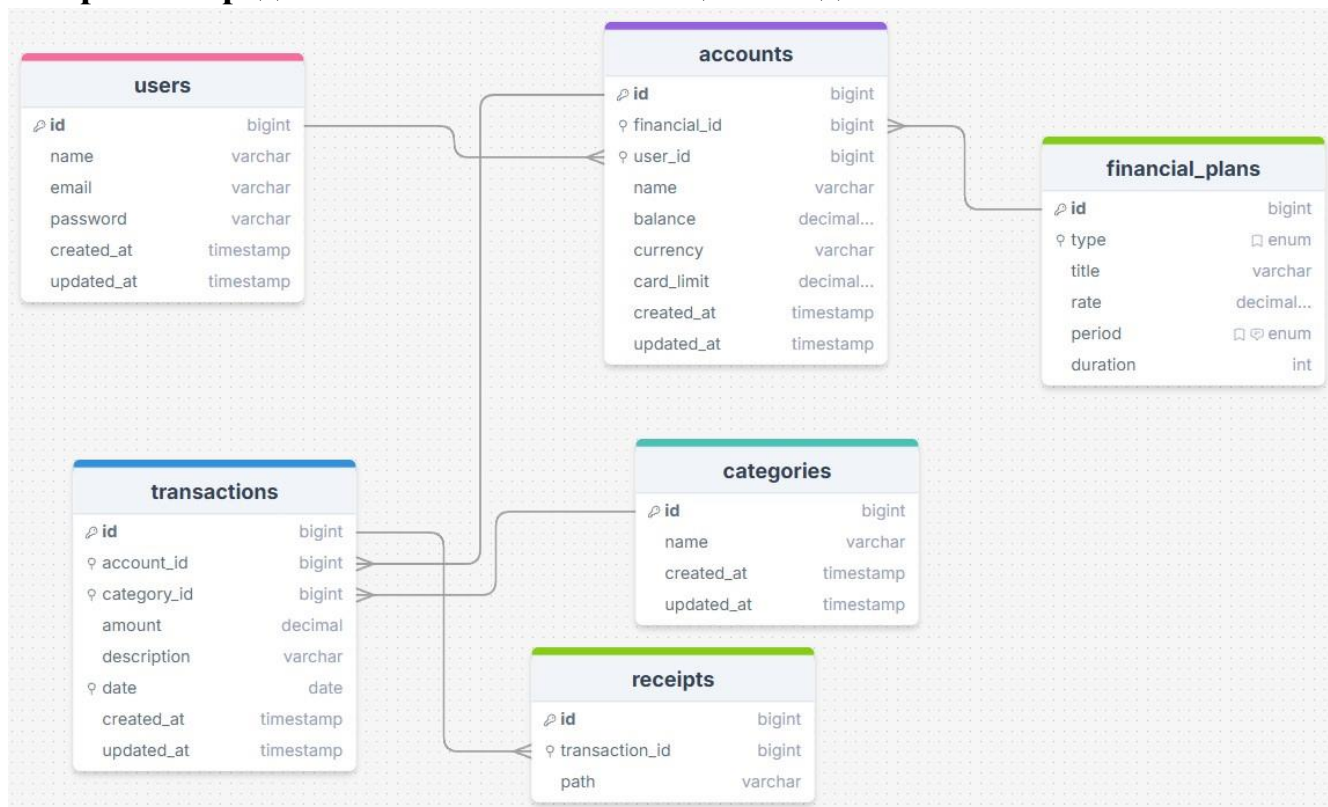 users
id bigint
name varchar
email varchar
password varchar
created_at timestamp
updated_at timestamp
accounts
id bigint
financial_id bigint
user_id bigint
name varchar
balance decimal...
currency varchar
card_limit decimal...
created_at timestamp
updated_at timestamp
financial_plans
id bigint
type enum
title varchar
rate decimal...
period enum
duration int
transactions
id bigint
account_id bigint
category_id bigint
amount decimal
description varchar
date date
created_at timestamp
updated_at timestamp
categories
id bigint
name varchar
created_at timestamp
updated_at timestamp
receipts
id bigint
transaction_id bigint
path varchar